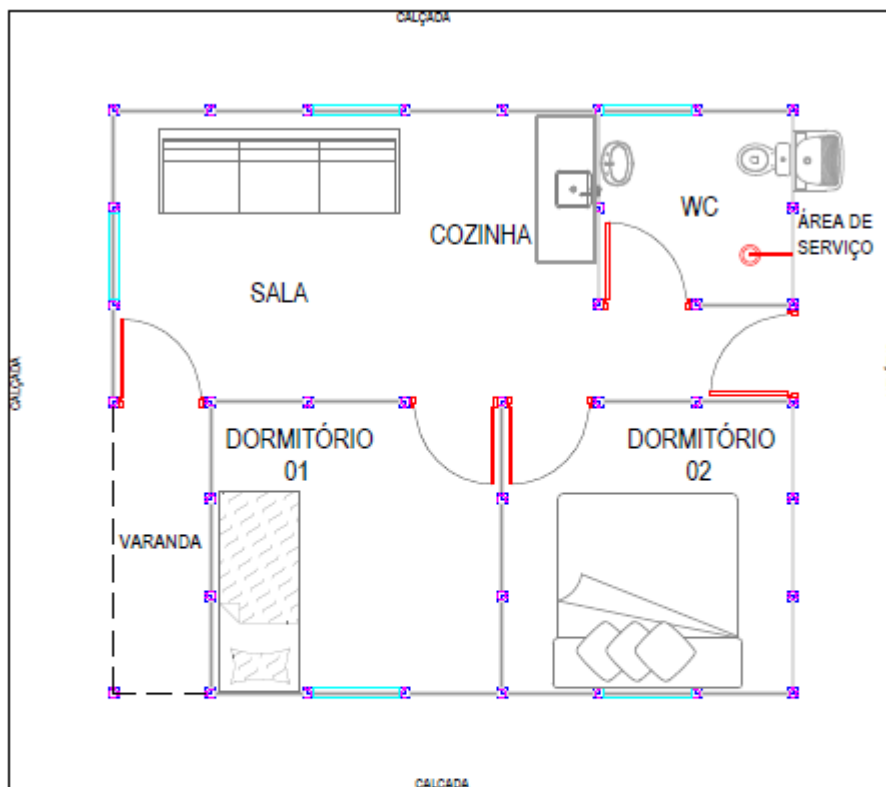 CALÇADA
WC
ÁREA DE
SERVIÇO
COZINHA
SALA
CALÇADA
DORMITÓRIO
01
DORMITÓRIO
02
VARANDA
CALÇADA